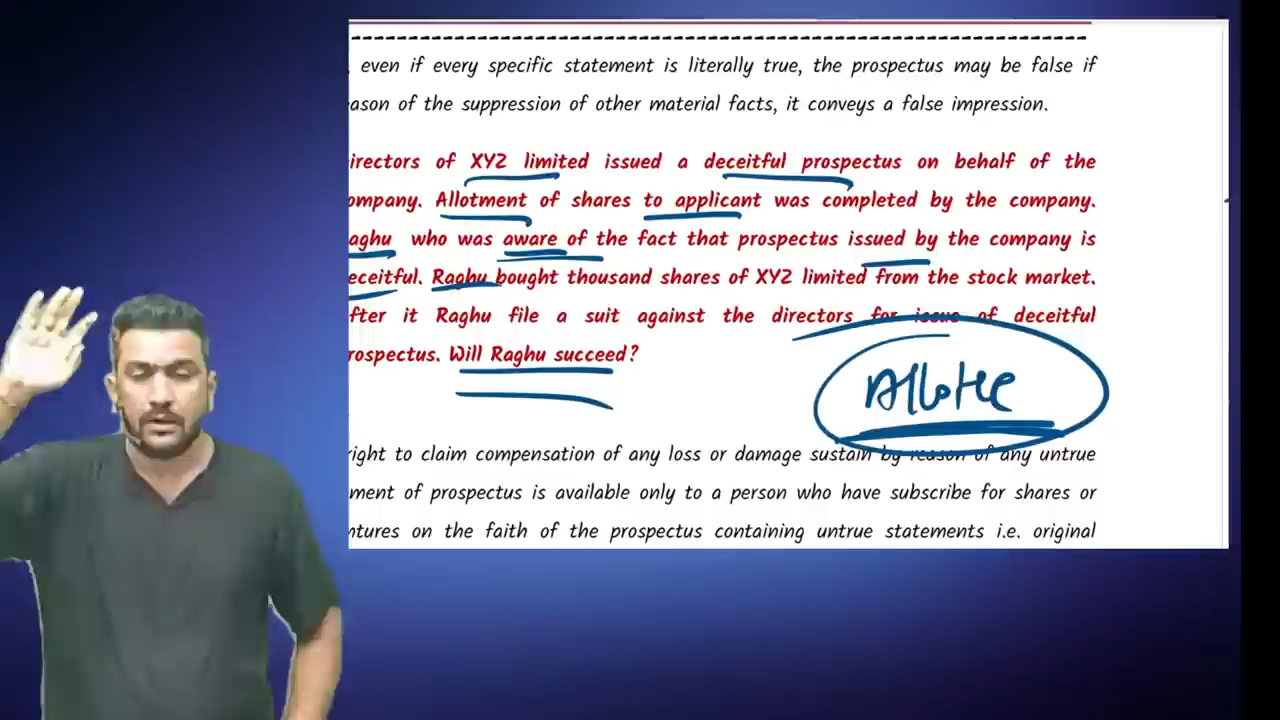 , even if every specific statement is literally true, the prospectus may be false if
eason of the suppression of other material facts, it conveys a false impression.
irectors of XYZ limited issued a deceitful prospectus on behalf of the
ompany. Allotment of shares to applicant was completed by the company.
aghu who was aware of the fact that prospectus issued by the company is
eceitful. Raghu bought thousand shares of XYZ limited from the stock market.
fter it Raghu file a suit against the directors for issue of deceitful
rospectus. Will Raghu succeed?
Allotee
right to claim compensation of any loss or damage sustain by reason of any untrue
ment of prospectus is available only to a person who have subscribe for shares or
ntures on the faith of the prospectus containing untrue statements i.e. original